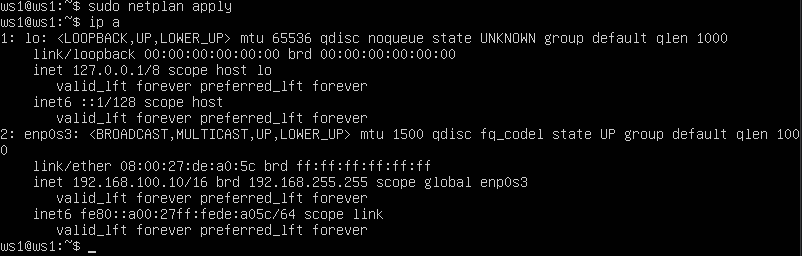 ws1@ws1:~$ sudo netplan apply
ws1@ws1:~$ ip a
1: lo: <LOOPBACK,UP,LOWER_UP> mtu 65536 qdisc noqueue state UNKNOWN group default qlen 1000
    link/loopback 00:00:00:00:00:00 brd 00:00:00:00:00:00
    inet 127.0.0.1/8 scope host lo
       valid_lft forever preferred_lft forever
    inet6 ::1/128 scope host
       valid_lft forever preferred_lft forever
2: enp0s3: <BROADCAST,MULTICAST,UP,LOWER_UP> mtu 1500 qdisc fq_codel state UP group default qlen 100
0
    link/ether 08:00:27:de:a0:5c brd ff:ff:ff:ff:ff:ff
    inet 192.168.100.10/16 brd 192.168.255.255 scope global enp0s3
       valid_lft forever preferred_lft forever
    inet6 fe80::a00:27ff:fede:a05c/64 scope link
       valid_lft forever preferred_lft forever
ws1@ws1:~$ _